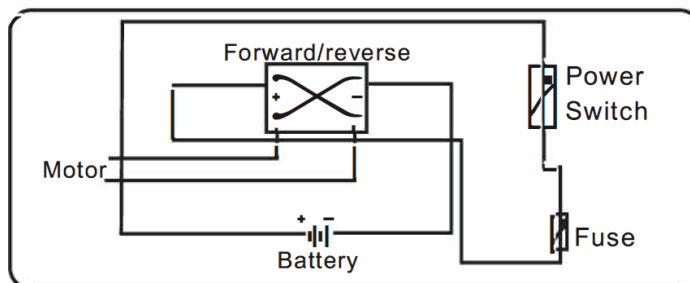 Forward/reverse
+ −
Power
Switch
Motor
+ −
Battery
Fuse